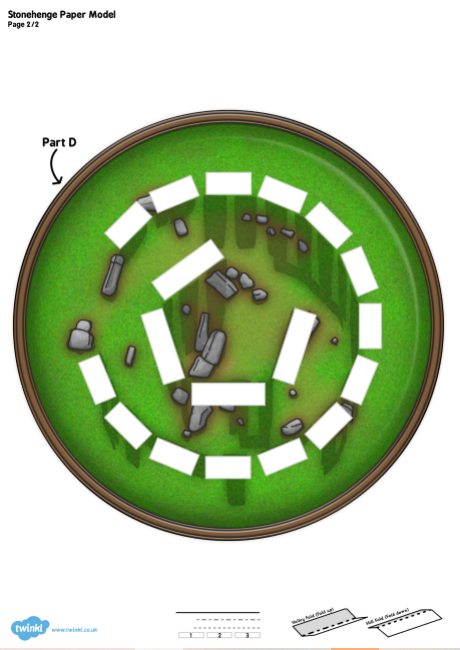 Stonehenge Paper Model
Page 2/2
Part D
twinkl
www.twinkl.co.uk
1 2 3
Valley fold (fold up)
Hill fold (fold down)